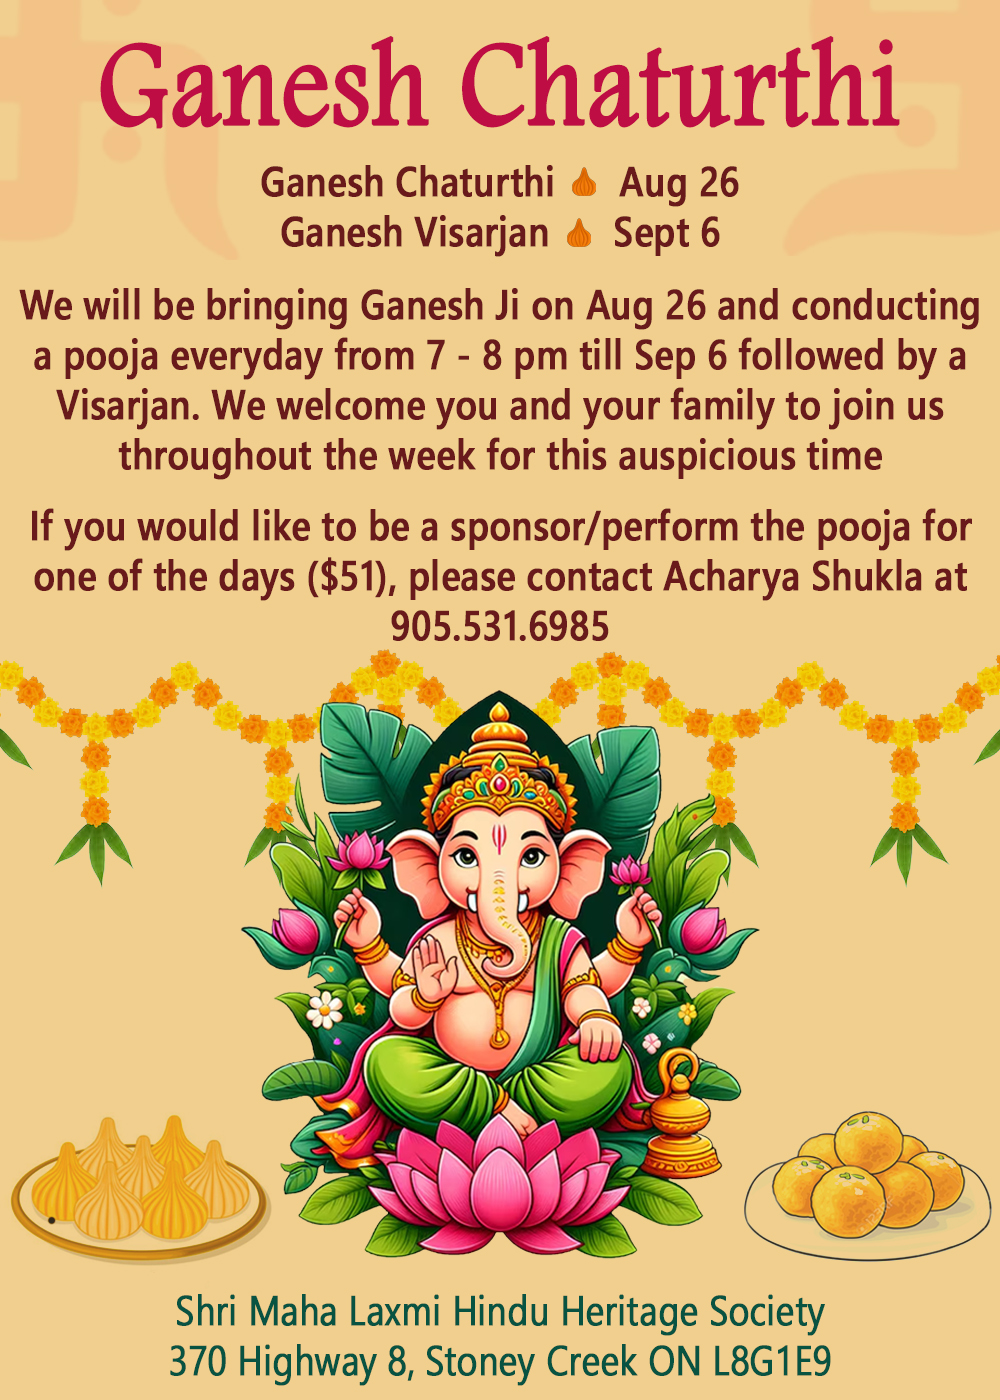 Ganesh Chaturthi
Ganesh Chaturthi Aug 26
Ganesh Visarjan Sept 6
We will be bringing Ganesh Ji on Aug 26 and conducting
a pooja everyday from 7 - 8 pm till Sep 6 followed by a
Visarjan. We welcome you and your family to join us
throughout the week for this auspicious time
If you would like to be a sponsor/perform the pooja for
one of the days ($51), please contact Acharya Shukla at
905.531.6985
Shri Maha Laxmi Hindu Heritage Society
370 Highway 8, Stoney Creek ON L8G1E9